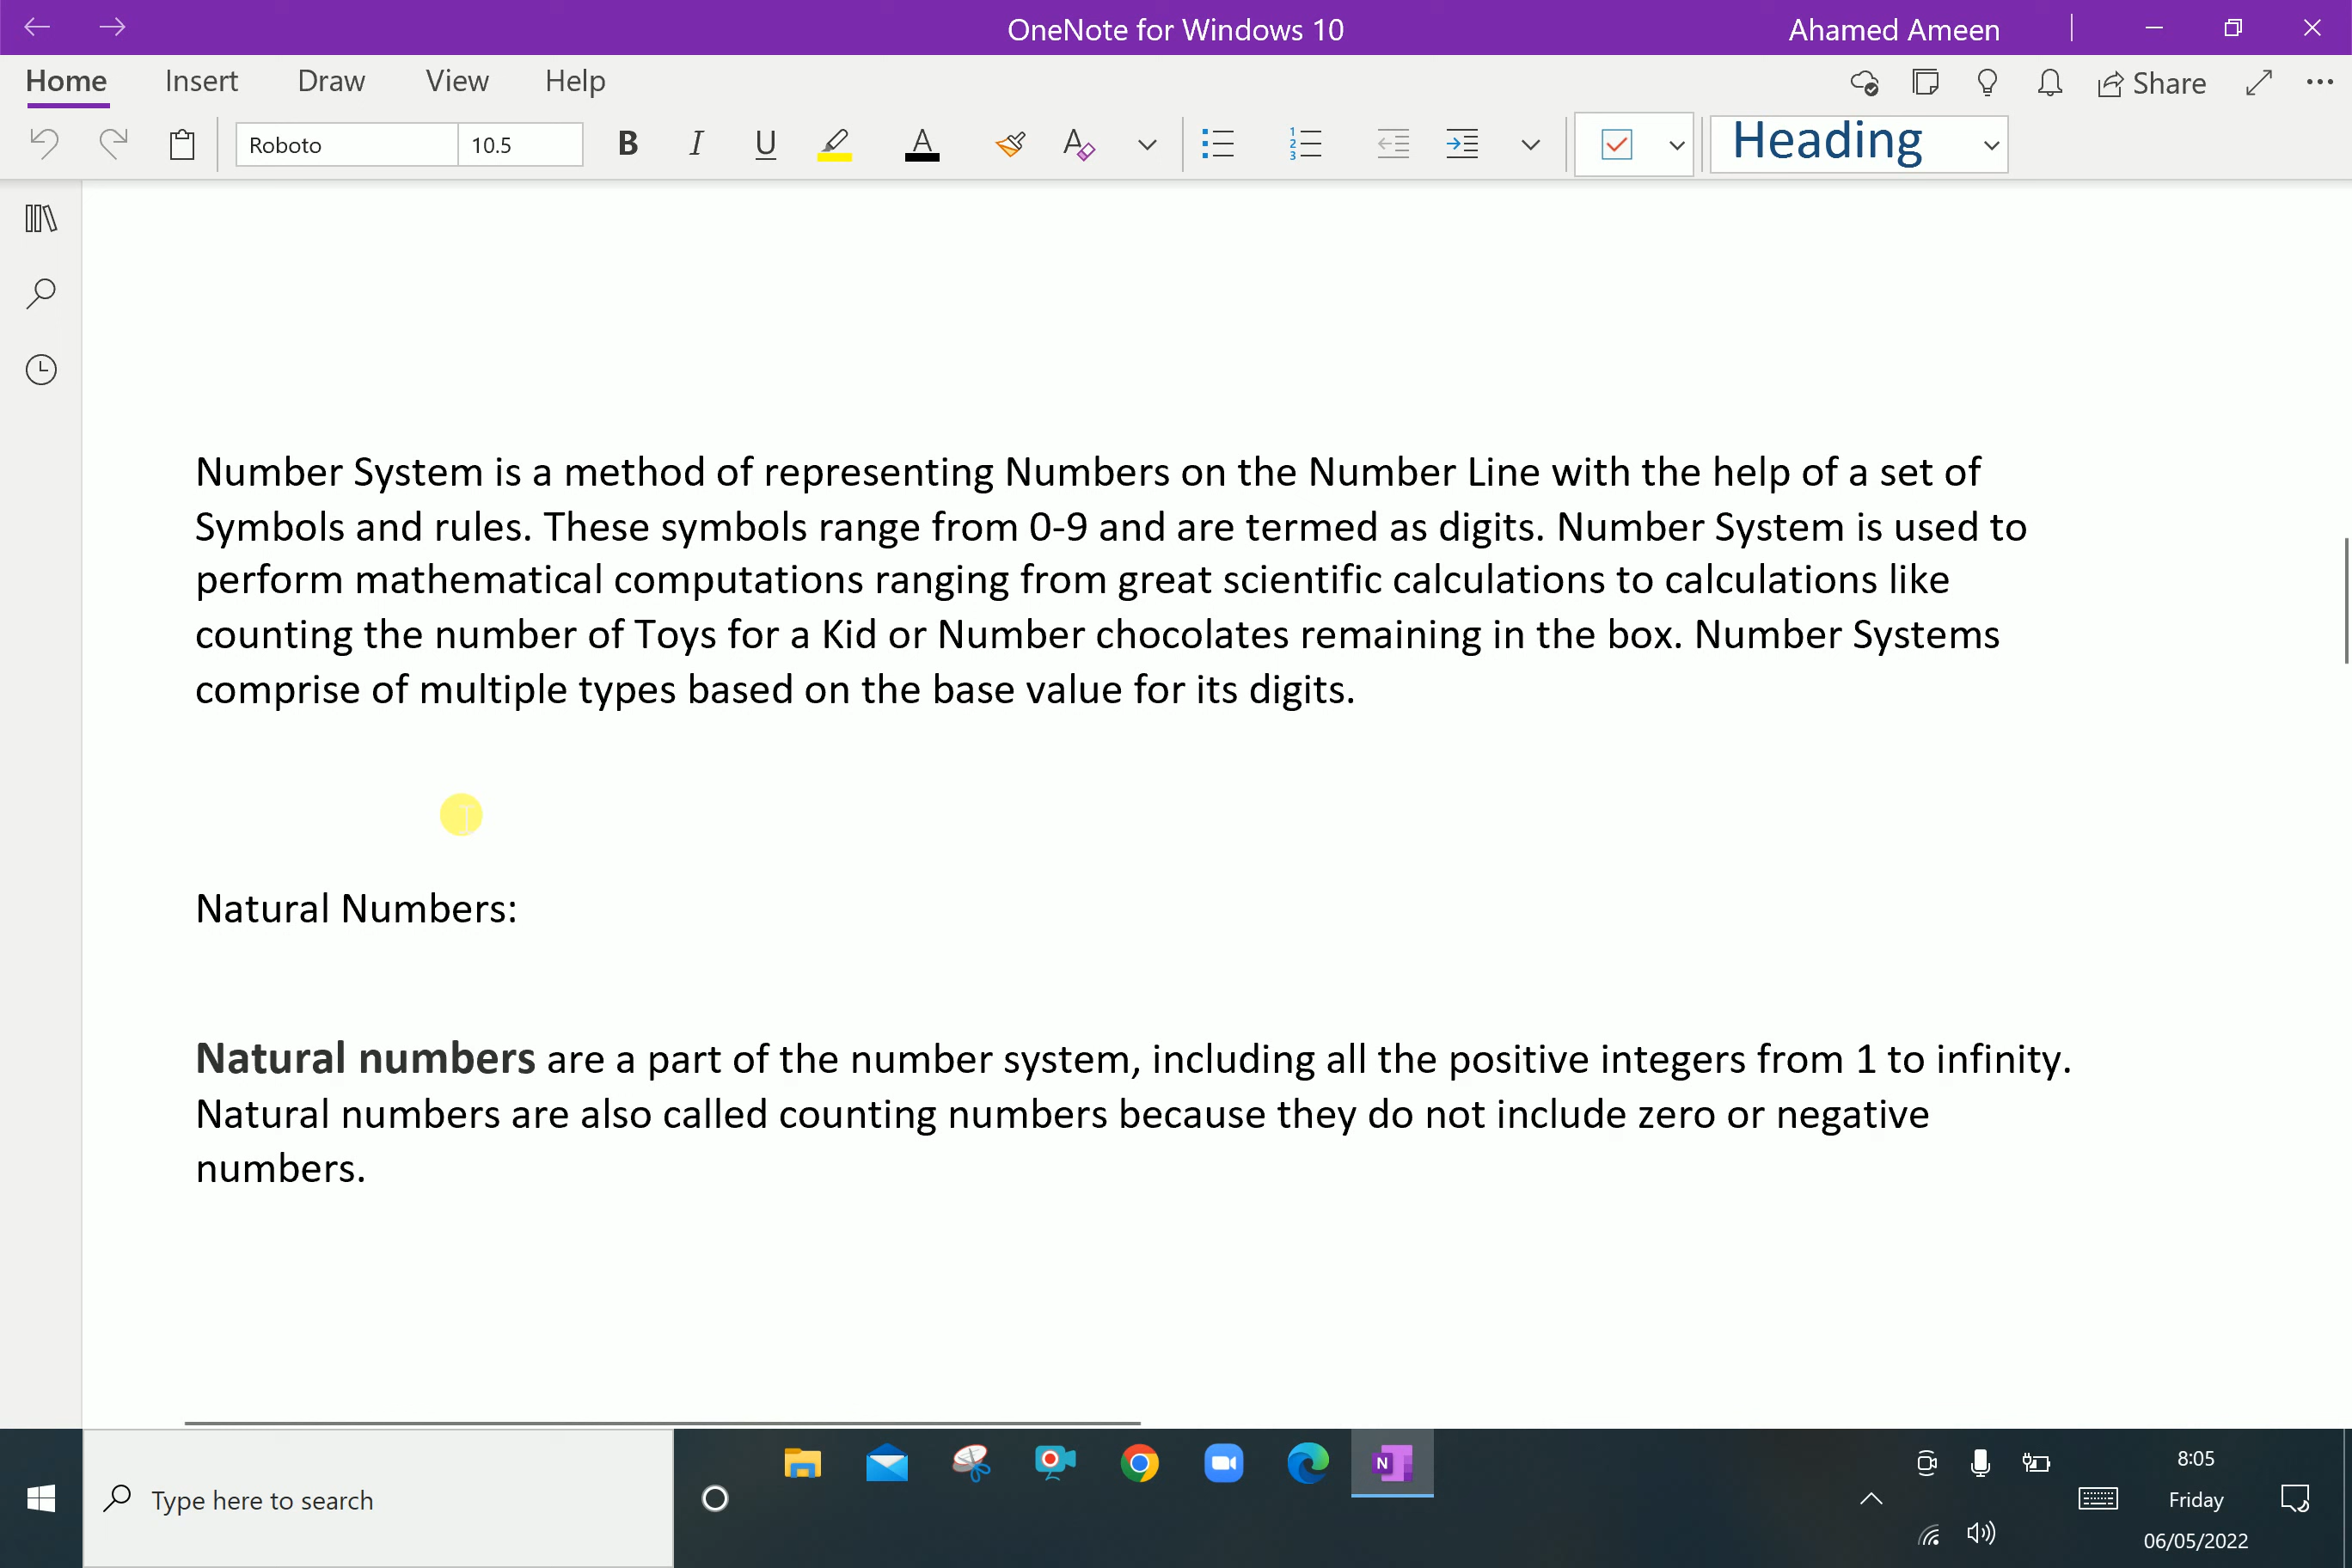 OneNote for Windows 10
Ahamed Ameen
Home Insert Draw View Help
Share
Roboto 10.5 B I U A A Heading
Number System is a method of representing Numbers on the Number Line with the help of a set of
Symbols and rules. These symbols range from 0-9 and are termed as digits. Number System is used to
perform mathematical computations ranging from great scientific calculations to calculations like
counting the number of Toys for a Kid or Number chocolates remaining in the box. Number Systems
comprise of multiple types based on the base value for its digits.
Natural Numbers:
Natural numbers are a part of the number system, including all the positive integers from 1 to infinity.
Natural numbers are also called counting numbers because they do not include zero or negative
numbers.
Type here to search
N
8:05
Friday
06/05/2022